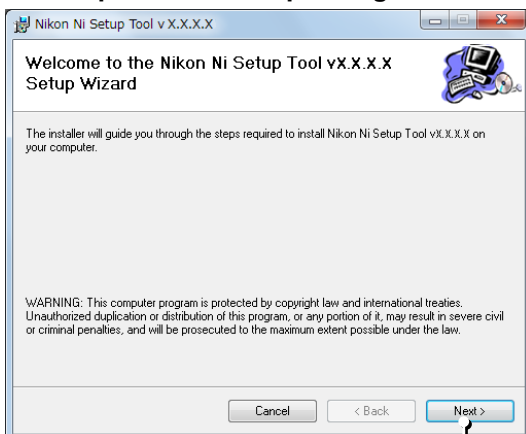 Nikon Ni Setup Tool v X.X.X.X
Welcome to the Nikon Ni Setup Tool vX.X.X.X
Setup Wizard
The installer will guide you through the steps required to install Nikon Ni Setup Tool vX.X.X.X on
your computer.
WARNING: This computer program is protected by copyright law and international treaties.
Unauthorized duplication or distribution of this program, or any portion of it, may result in severe civil
or criminal penalties, and will be prosecuted to the maximum extent possible under the law.
Cancel < Back Next >